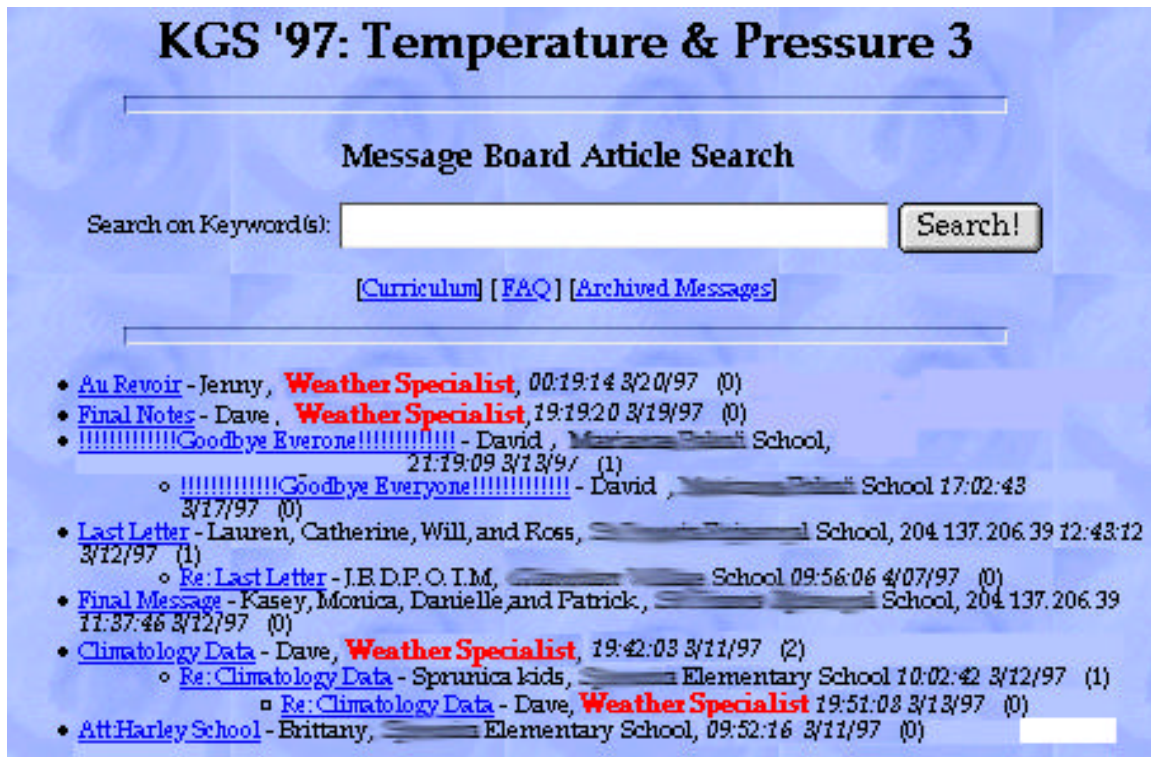 KGS '97: Temperature & Pressure 3
Message Board Article Search
Search on Keyword(s): Search!
[Curriculum] [FAQ] [Archived Messages]
• Au Revoir - Jenny, Weather Specialist, 00:19:14 3/20/97 (0)
• Final Notes - Dave, Weather Specialist, 19:19:20 3/19/97 (0)
• !!!!!!!!!!!!!Goodbye Everone!!!!!!!!!!!!! - David , School,
21:19:09 3/13/97 (1)
○ !!!!!!!!!!!!!Goodbye Everyone!!!!!!!!!!!!! - David , School 17:02:43
3/17/97 (0)
• Last Letter - Lauren, Catherine, Will, and Ross, School, 204.137.206.39 12:43:12
3/12/97 (1)
○ Re: Last Letter - J.B.D.P.O.T.M, School 09:56:06 4/07/97 (0)
• Final Message - Kasey, Monica, Danielle,and Patrick, School, 204.137.206.39
11:37:46 3/12/97 (0)
• Climatology Data - Dave, Weather Specialist, 19:42:03 3/11/97 (2)
○ Re: Climatology Data - Sprunica kids, Elementary School 10:02:42 3/12/97 (1)
▫ Re: Climatology Data - Dave, Weather Specialist 19:51:08 3/13/97 (0)
• Att:Harley School - Brittany, Elementary School, 09:52:16 3/11/97 (0)